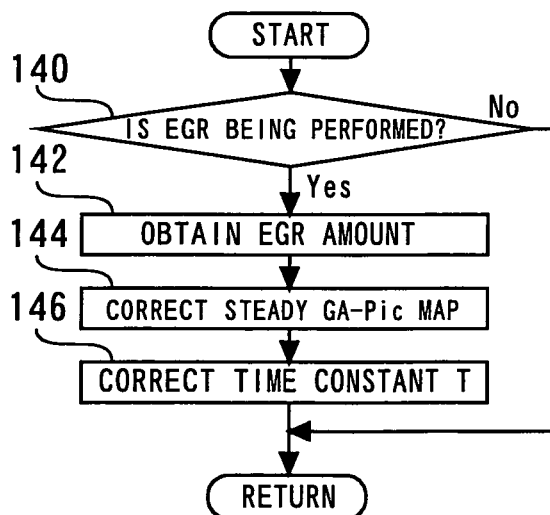 START
140
IS EGR BEING PERFORMED?
No
Yes
142
OBTAIN EGR AMOUNT
144
CORRECT STEADY GA-Pic MAP
146
CORRECT TIME CONSTANT T
RETURN